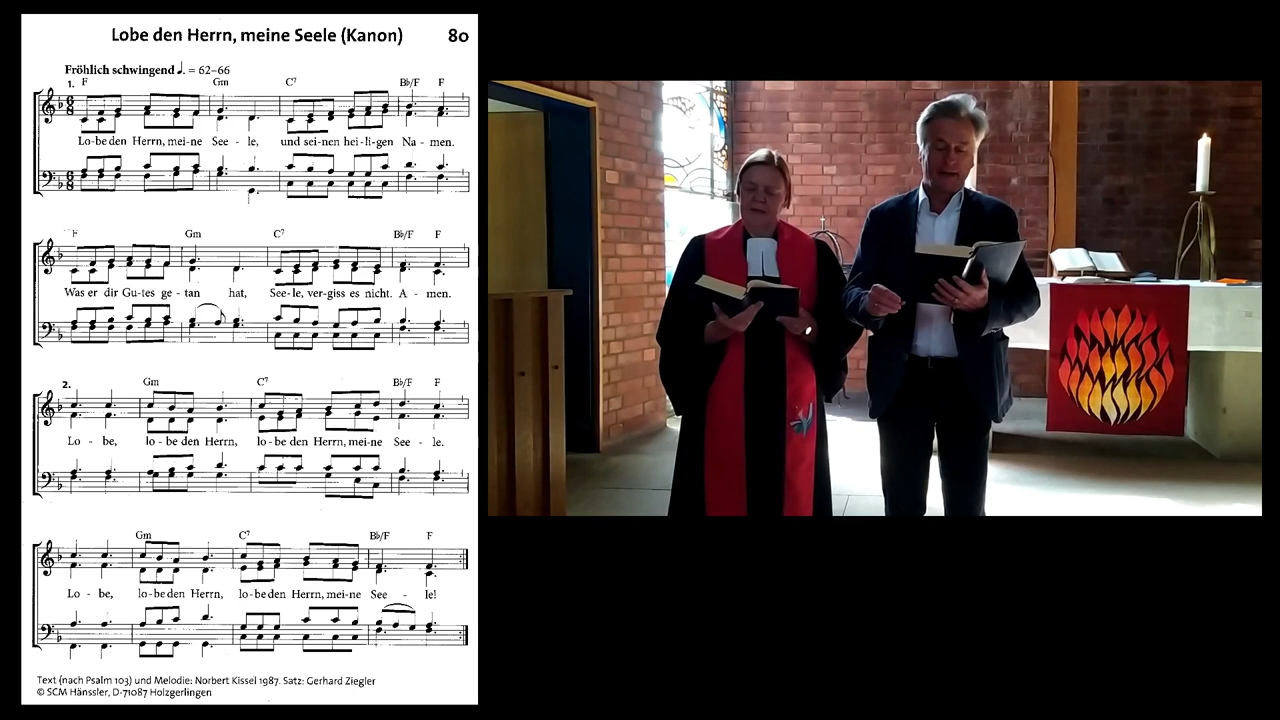 Lobe den Herrn, meine Seele (Kanon) 80
Fröhlich schwingend ♩. = 62–66
1. F Gm C7 Bb/F F
Lo-be den Herrn, mei-ne See - le, und sei-nen hei-li-gen Na - men.
F Gm C7 Bb/F F
Was er dir Gu-tes ge-tan hat, See-le, ver-giss es nicht. A - men.
2. Gm C7 Bb/F F
Lo - be, lo-be den Herrn, lo-be den Herrn, mei-ne See - le.
Gm C7 Bb/F F
Lo - be, lo-be den Herrn, lo-be den Herrn, mei-ne See - le!
Text (nach Psalm 103) und Melodie: Norbert Kissel 1987. Satz: Gerhard Ziegler
© SCM Hänssler, D-71087 Holzgerlingen